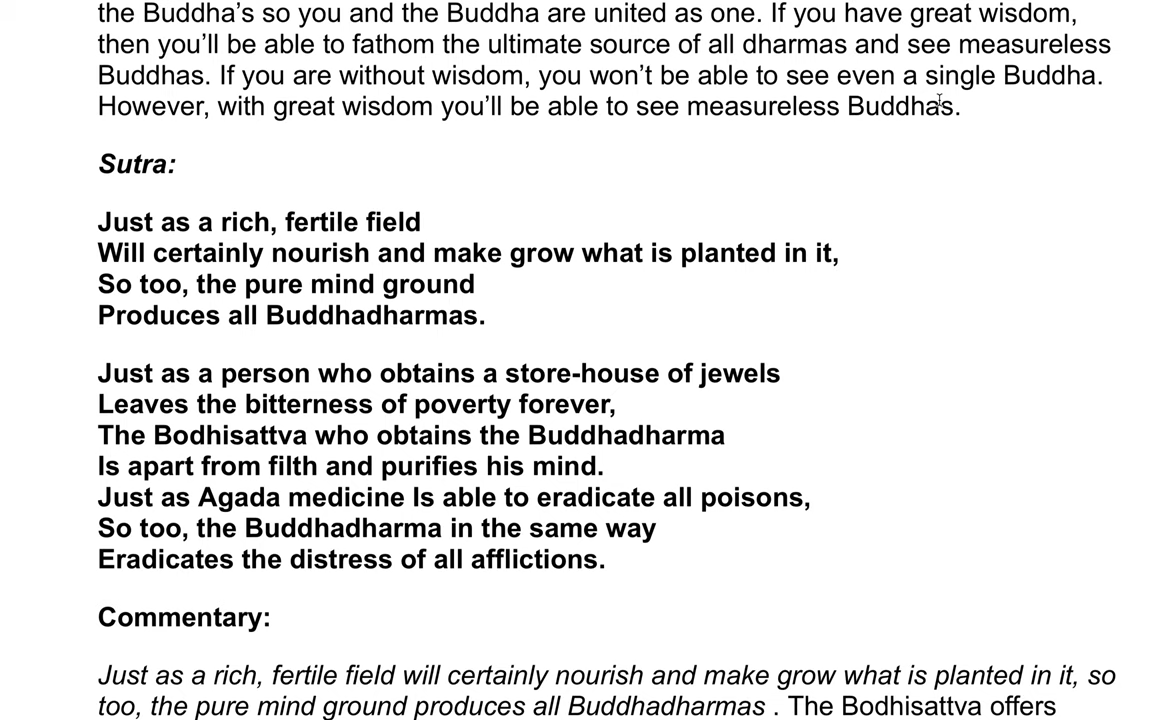 the Buddha’s so you and the Buddha are united as one. If you have great wisdom,
then you’ll be able to fathom the ultimate source of all dharmas and see measureless
Buddhas. If you are without wisdom, you won’t be able to see even a single Buddha.
However, with great wisdom you’ll be able to see measureless Buddhas.
Sutra:
Just as a rich, fertile field
Will certainly nourish and make grow what is planted in it,
So too, the pure mind ground
Produces all Buddhadharmas.
Just as a person who obtains a store-house of jewels
Leaves the bitterness of poverty forever,
The Bodhisattva who obtains the Buddhadharma
Is apart from filth and purifies his mind.
Just as Agada medicine Is able to eradicate all poisons,
So too, the Buddhadharma in the same way
Eradicates the distress of all afflictions.
Commentary:
Just as a rich, fertile field will certainly nourish and make grow what is planted in it, so
too, the pure mind ground produces all Buddhadharmas . The Bodhisattva offers